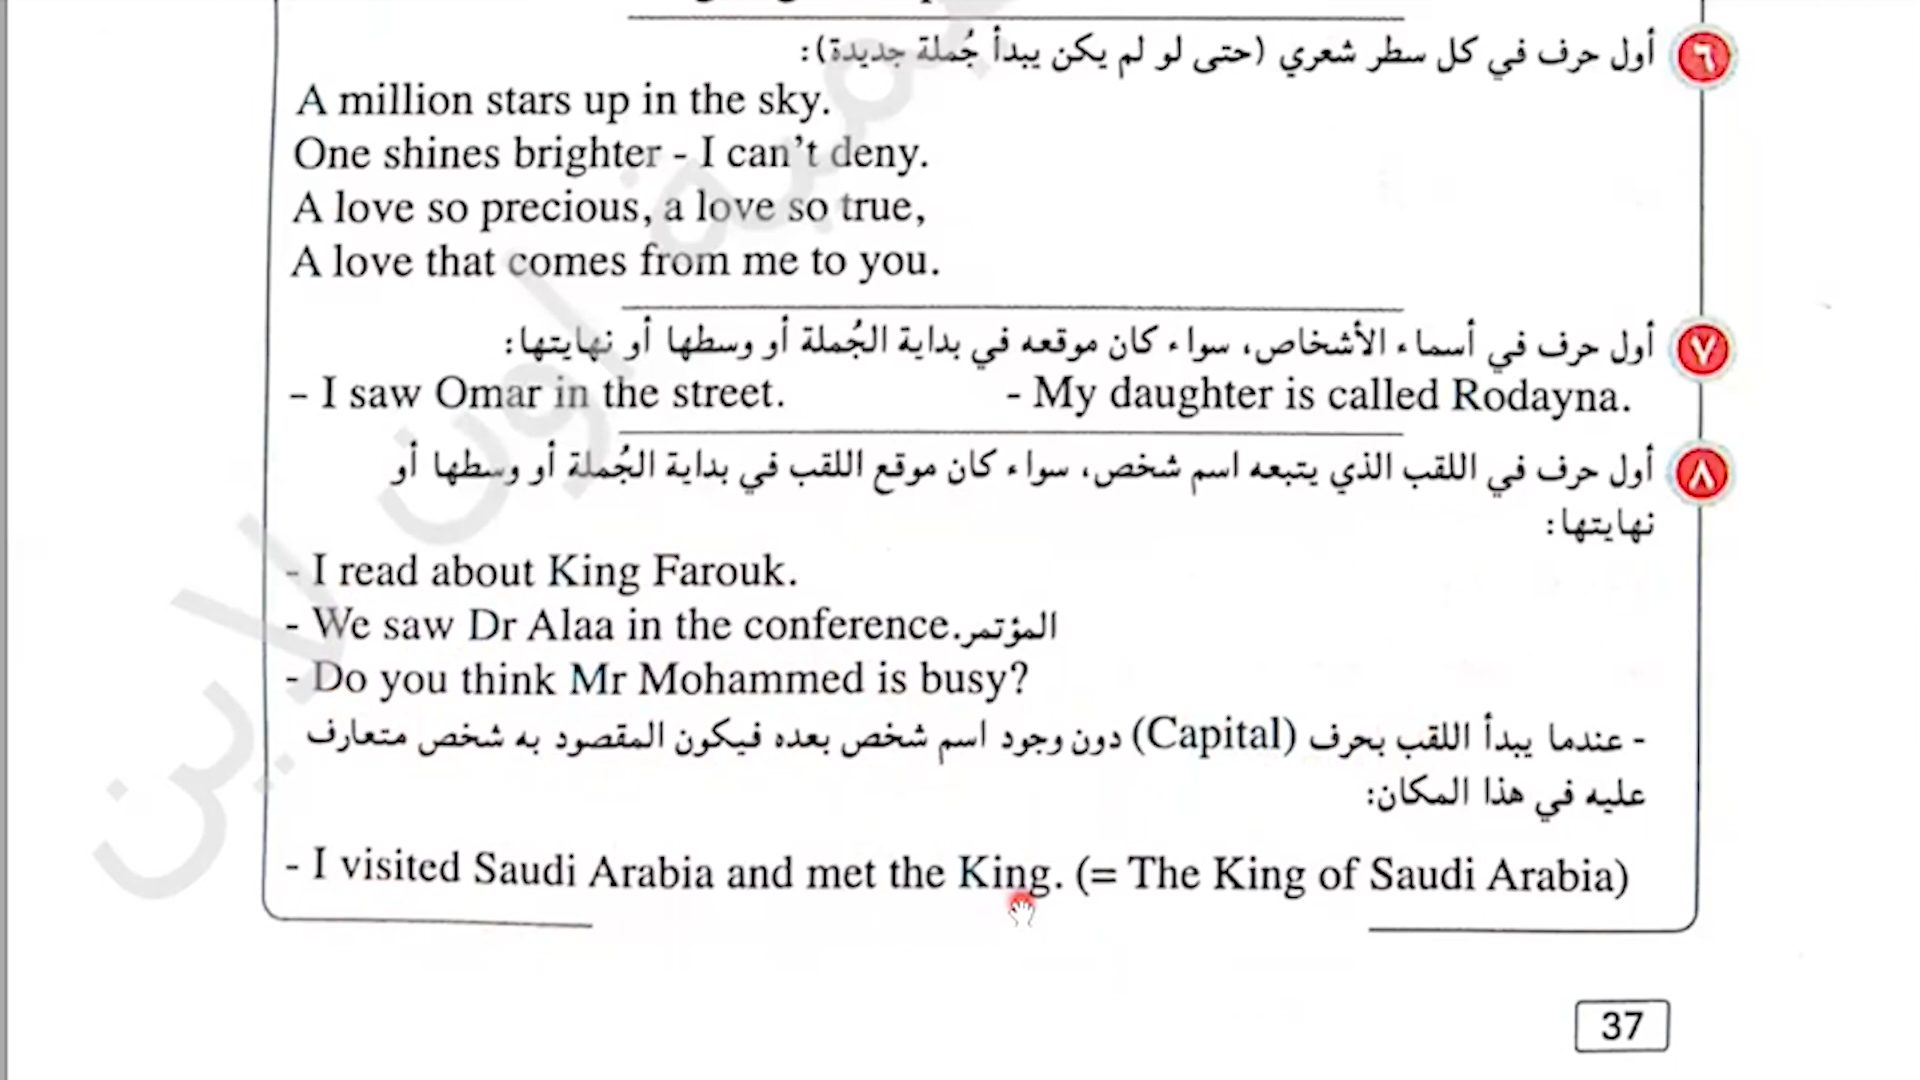 ٦ أول حرف في كل سطر شعري (حتى لو لم يكن يبدأ جُملة جديدة):
A million stars up in the sky.
One shines brighter - I can’t deny.
A love so precious, a love so true,
A love that comes from me to you.
٧ أول حرف في أسماء الأشخاص، سواء كان موقعه في بداية الجُملة أو وسطها أو نهايتها:
– I saw Omar in the street. - My daughter is called Rodayna.
٨ أول حرف في اللقب الذي يتبعه اسم شخص، سواء كان موقع اللقب في بداية الجُملة أو وسطها أو
نهايتها:
- I read about King Farouk.
- We saw Dr Alaa in the conference. المؤتمر
- Do you think Mr Mohammed is busy?
- عندما يبدأ اللقب بحرف (Capital) دون وجود اسم شخص بعده فيكون المقصود به شخص متعارف
عليه في هذا المكان:
- I visited Saudi Arabia and met the King. (= The King of Saudi Arabia)
37